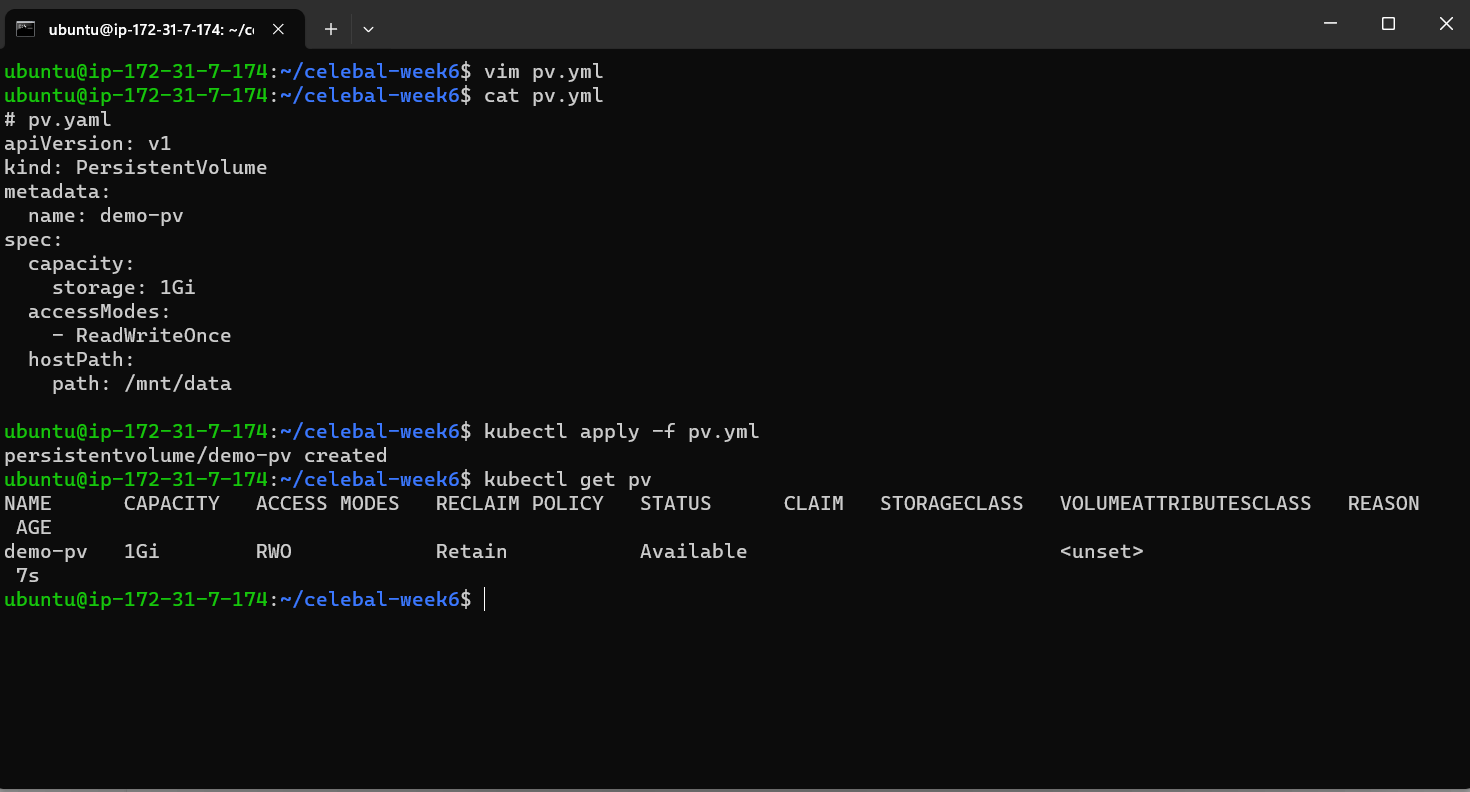 ubuntu@ip-172-31-7-174: ~/c
ubuntu@ip-172-31-7-174:~/celebal-week6$ vim pv.yml
ubuntu@ip-172-31-7-174:~/celebal-week6$ cat pv.yml
# pv.yaml
apiVersion: v1
kind: PersistentVolume
metadata:
  name: demo-pv
spec:
  capacity:
    storage: 1Gi
  accessModes:
    - ReadWriteOnce
  hostPath:
    path: /mnt/data
ubuntu@ip-172-31-7-174:~/celebal-week6$ kubectl apply -f pv.yml
persistentvolume/demo-pv created
ubuntu@ip-172-31-7-174:~/celebal-week6$ kubectl get pv
NAME      CAPACITY   ACCESS MODES   RECLAIM POLICY   STATUS      CLAIM   STORAGECLASS   VOLUMEATTRIBUTESCLASS   REASON
 AGE
demo-pv   1Gi        RWO            Retain           Available                          <unset>
 7s
ubuntu@ip-172-31-7-174:~/celebal-week6$